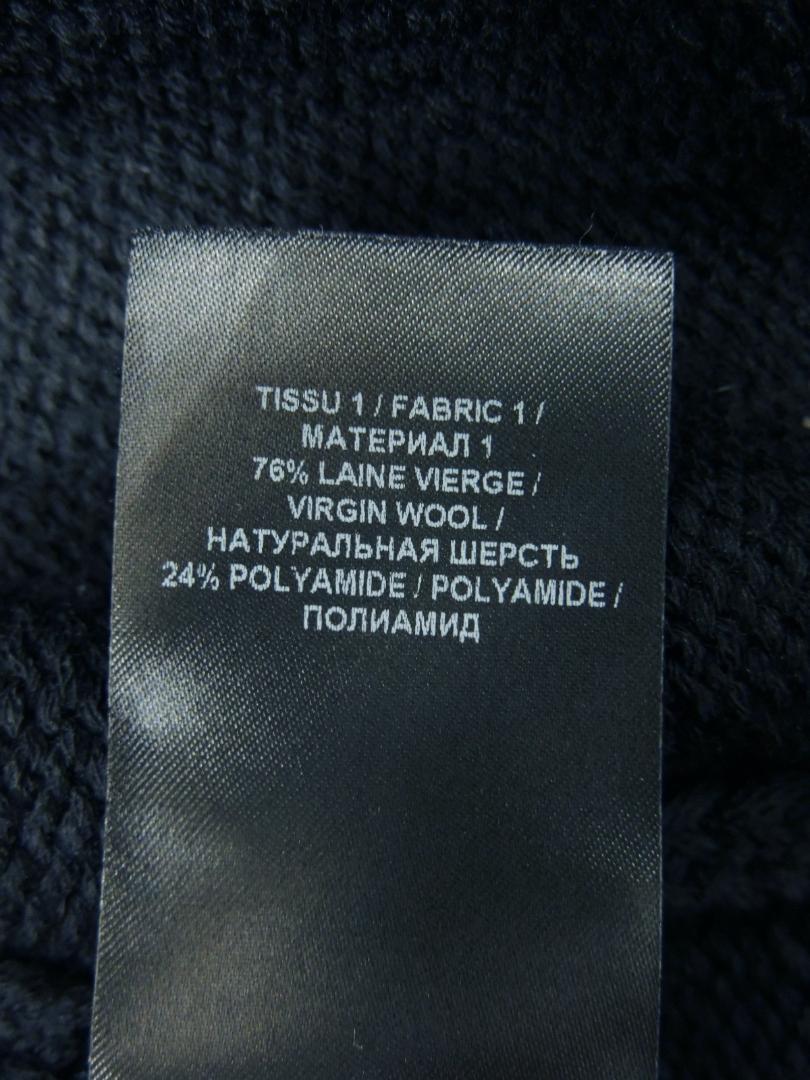 TISSU 1 / FABRIC 1 /
МАТЕРИАЛ 1
76% LAINE VIERGE /
VIRGIN WOOL /
НАТУРАЛЬНАЯ ШЕРСТЬ
24% POLYAMIDE / POLYAMIDE /
ПОЛИАМИД